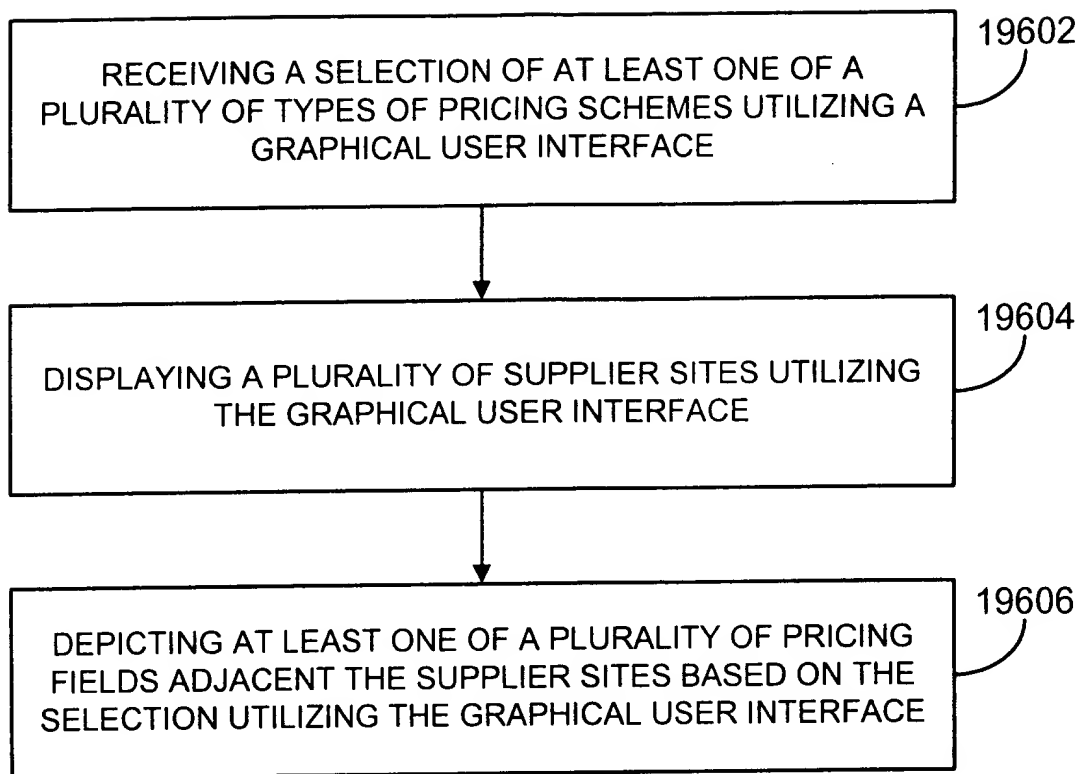 19602
RECEIVING A SELECTION OF AT LEAST ONE OF A
PLURALITY OF TYPES OF PRICING SCHEMES UTILIZING A
GRAPHICAL USER INTERFACE
19604
DISPLAYING A PLURALITY OF SUPPLIER SITES UTILIZING
THE GRAPHICAL USER INTERFACE
19606
DEPICTING AT LEAST ONE OF A PLURALITY OF PRICING
FIELDS ADJACENT THE SUPPLIER SITES BASED ON THE
SELECTION UTILIZING THE GRAPHICAL USER INTERFACE